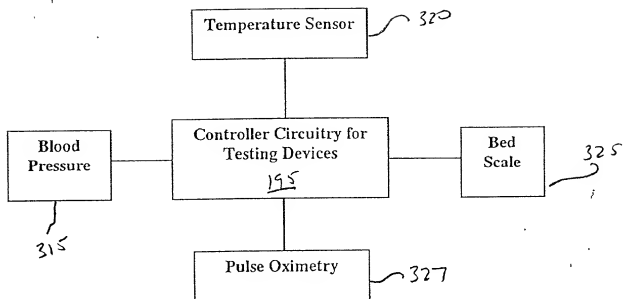 Temperature Sensor
320
Controller Circuitry for
Testing Devices
195
Blood
Pressure
315
Bed
Scale
325
Pulse Oximetry
327